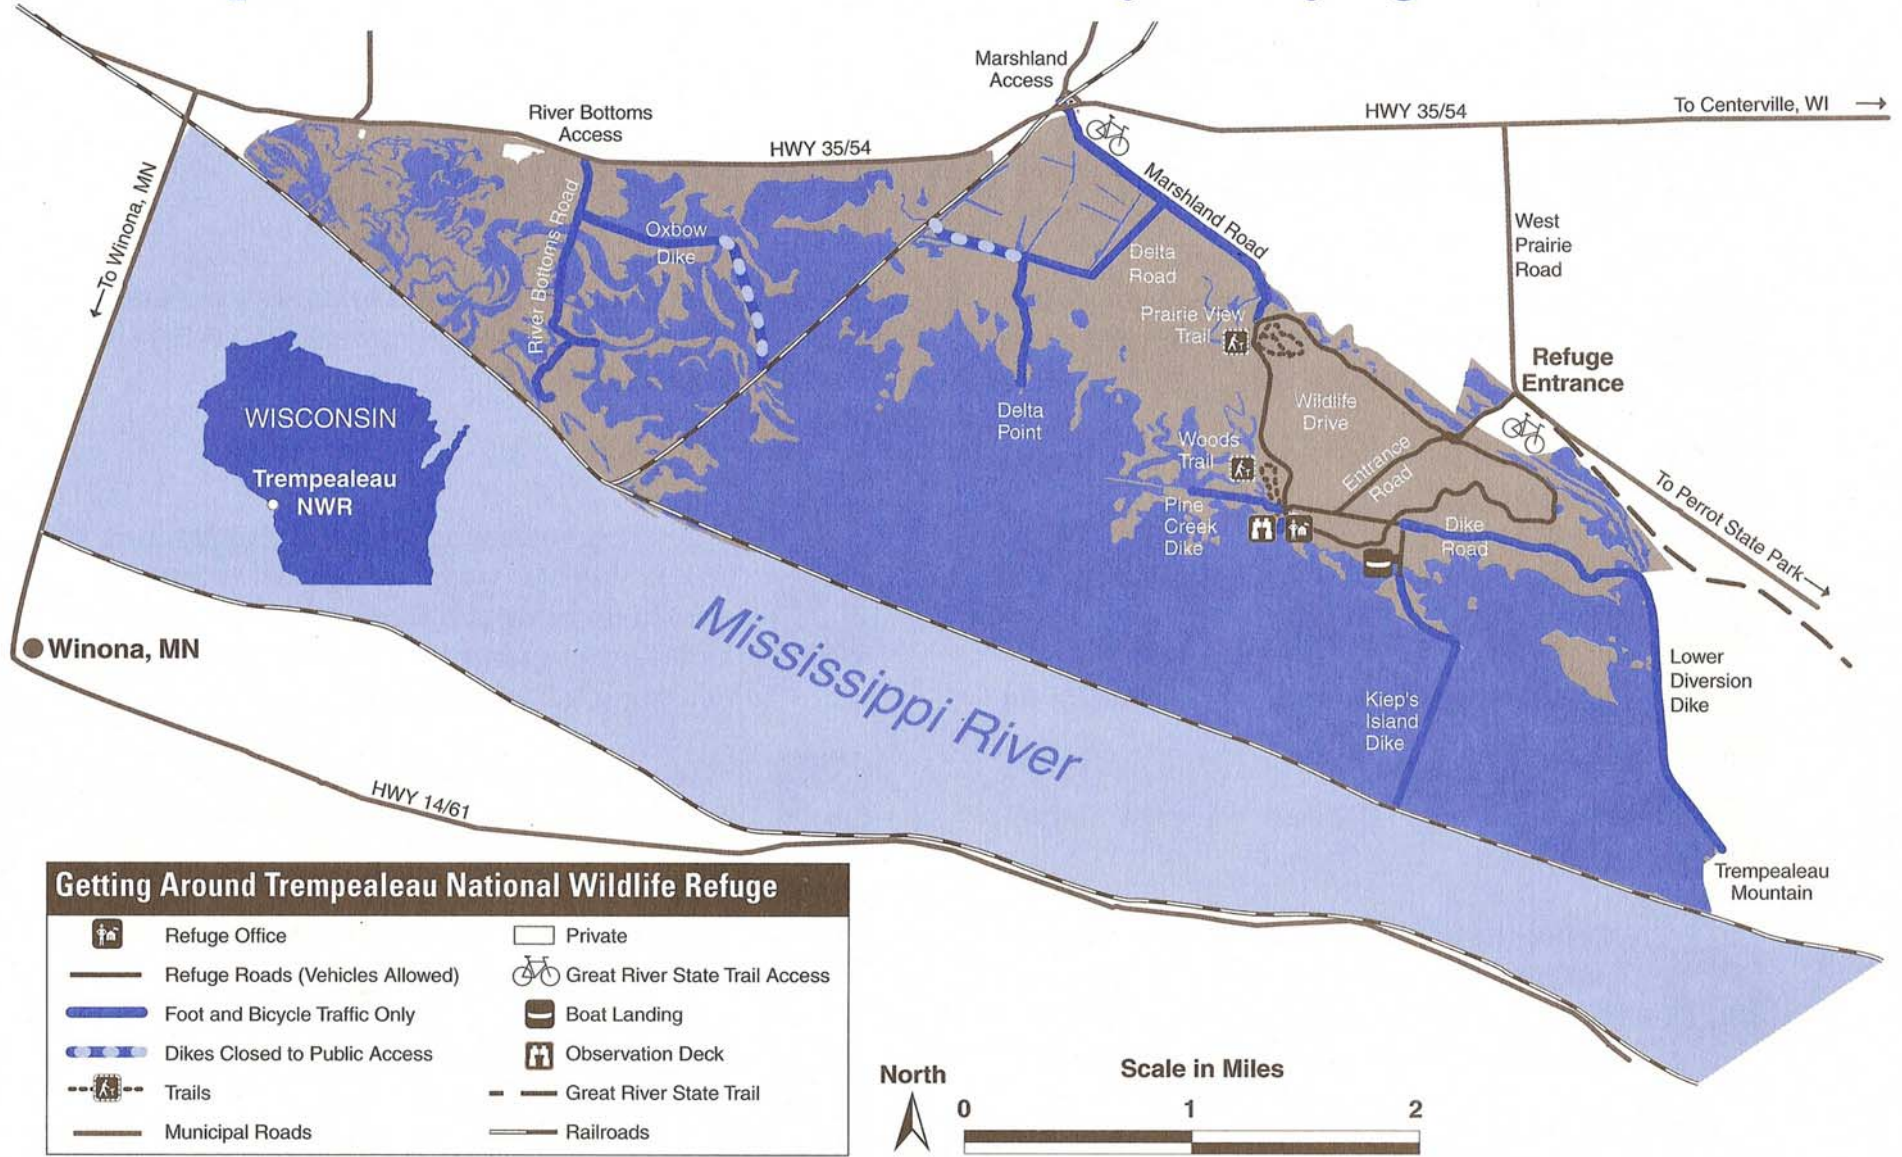 Marshland
Access
River Bottoms
Access
HWY 35/54
HWY 35/54
To Centerville, WI
To Winona, MN
River Bottoms Road
Oxbow
Dike
Marshland Road
Delta
Road
West
Prairie
Road
Prairie View
Trail
Refuge
Entrance
Wildlife
Drive
Delta
Point
Woods
Trail
Entrance
Road
Pine
Creek
Dike
Dike
Road
To Perrot State Park
WISCONSIN
Trempealeau
NWR
Mississippi River
Winona, MN
Lower
Diversion
Dike
Kiep's
Island
Dike
HWY 14/61
Trempealeau
Mountain
Getting Around Trempealeau National Wildlife Refuge
Refuge Office
Refuge Roads (Vehicles Allowed)
Foot and Bicycle Traffic Only
Dikes Closed to Public Access
Trails
Municipal Roads
Private
Great River State Trail Access
Boat Landing
Observation Deck
Great River State Trail
Railroads
North
Scale in Miles
0 1 2